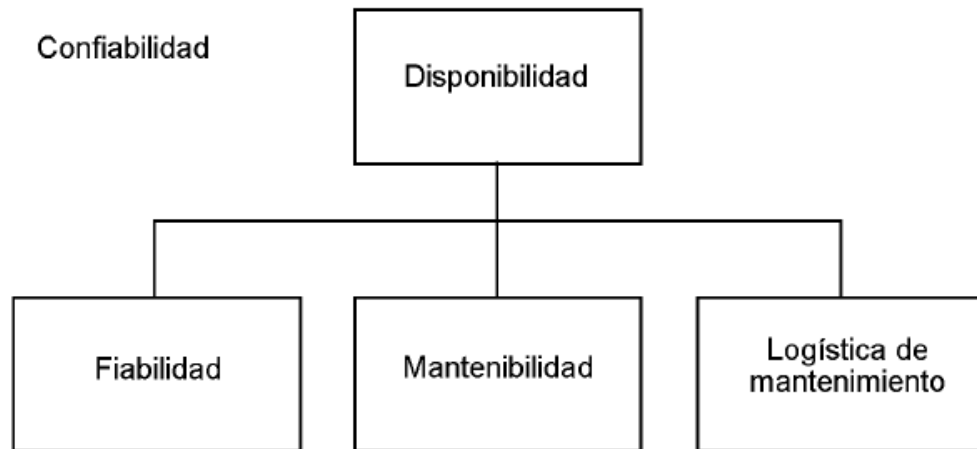 Confiabilidad
Disponibilidad
Fiabilidad
Mantenibilidad
Logística de
mantenimiento